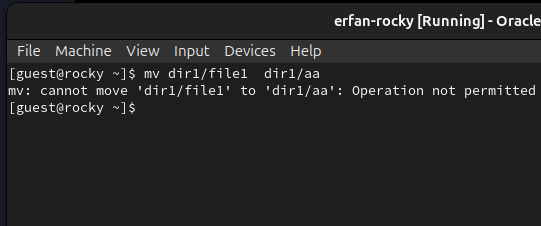 erfan-rocky [Running] - Oracle
File Machine View Input Devices Help
[guest@rocky ~]$ mv dir1/file1  dir1/aa
mv: cannot move 'dir1/file1' to 'dir1/aa': Operation not permitted
[guest@rocky ~]$